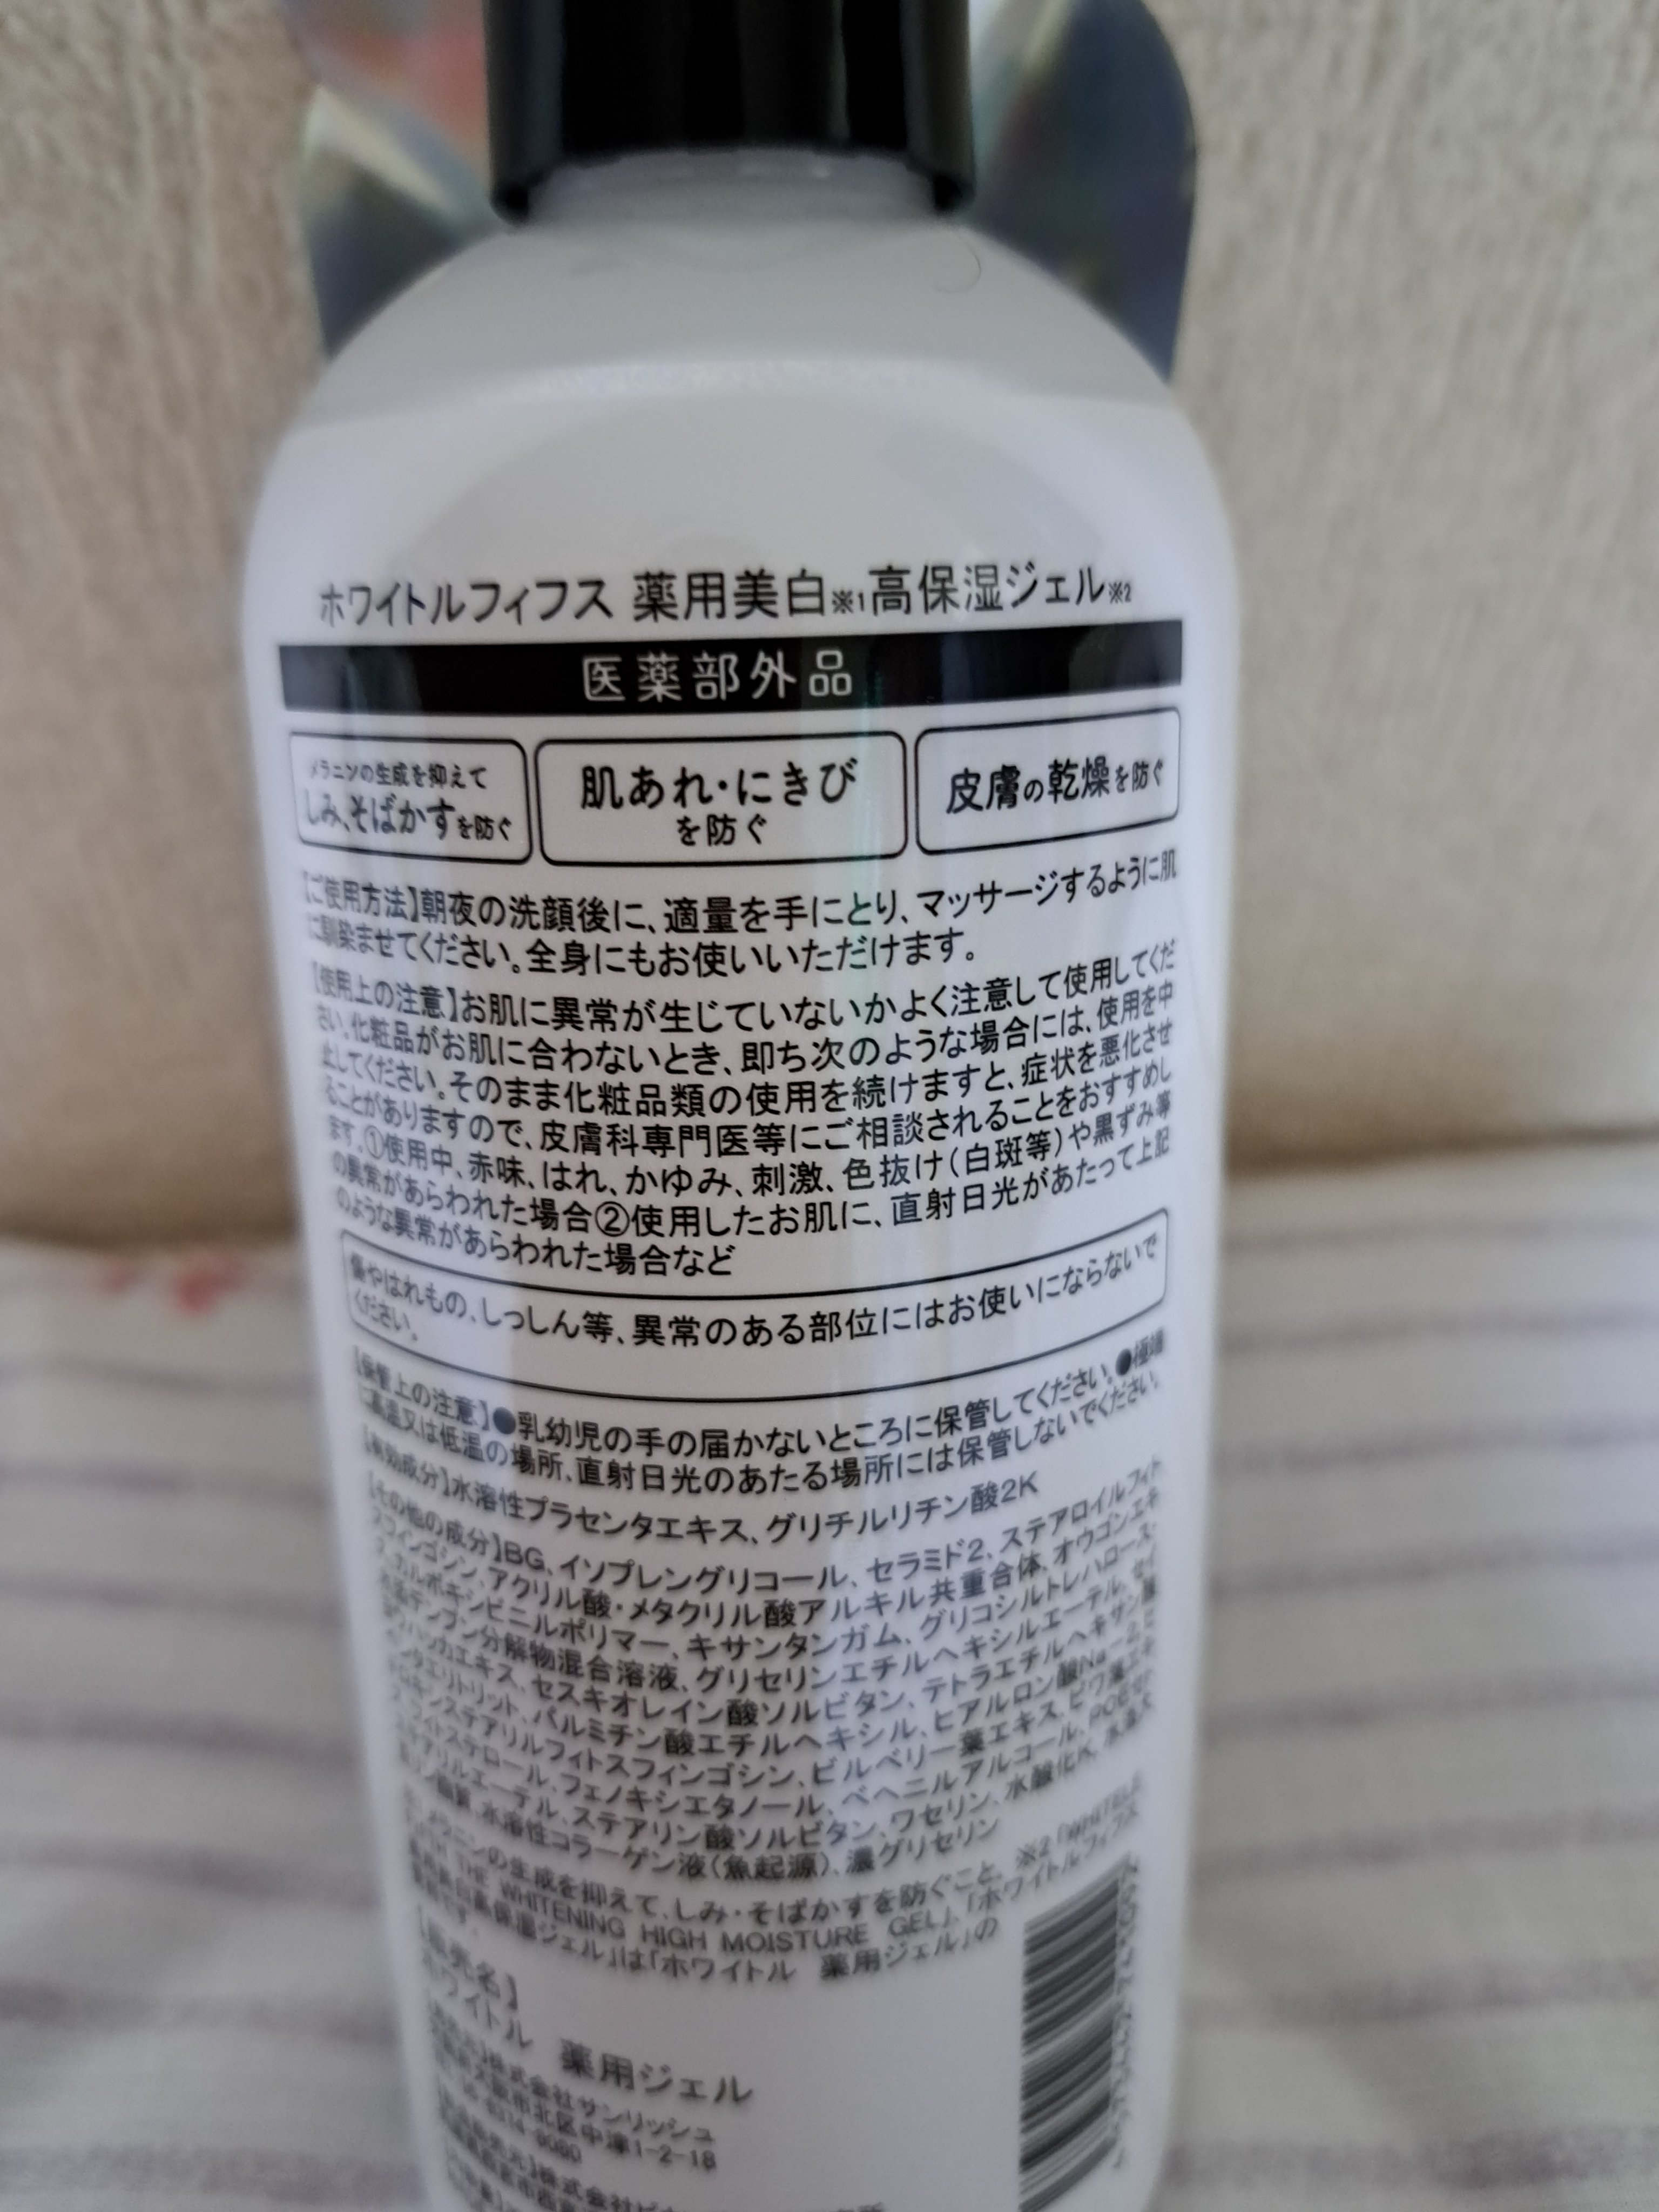 ホワイトルフィフス 薬用美白※1高保湿ジェル※2
医薬部外品
メラニンの生成を抑えて
しみ、そばかすを防ぐ
肌あれ・にきび
を防ぐ
皮膚の乾燥を防ぐ
【ご使用方法】朝夜の洗顔後に、適量を手にとり、マッサージするように肌
に馴染ませてください。全身にもお使いいただけます。
【使用上の注意】お肌に異常が生じていないかよく注意して使用してくだ
さい。化粧品がお肌に合わないとき、即ち次のような場合には、使用を中
止してください。そのまま化粧品類の使用を続けますと、症状を悪化させ
ることがありますので、皮膚科専門医等にご相談されることをおすすめし
ます。①使用中、赤味、はれ、かゆみ、刺激、色抜け(白斑等)や黒ずみ等
の異常があらわれた場合②使用したお肌に、直射日光があたって上記
のような異常があらわれた場合など
傷やはれもの、しっしん等、異常のある部位にはお使いにならないで
ください。
【保管上の注意】●乳幼児の手の届かないところに保管してください。●極端
に高温又は低温の場所、直射日光のあたる場所には保管しないでください。
【有効成分】水溶性プラセンタエキス、グリチルリチン酸2K
【その他の成分】BG、イソプレングリコール、セラミド2、ステアロイルフィト
スフィンゴシン、アクリル酸・メタクリル酸アルキル共重合体、オウゴンエキ
ス、カルボキシビニルポリマー、キサンタンガム、グリコシルトレハロース・
水添デンプン分解物混合溶液、グリセリンエチルヘキシルエーテル、セイ
ヨウハッカエキス、セスキオレイン酸ソルビタン、テトラエチルヘキサン酸
ペンタエリトリット、パルミチン酸エチルヘキシル、ヒアルロン酸Na-2、ヒ
ドロキシステアリルフィトスフィンゴシン、ビルベリー葉エキス、ビワ葉エキ
ス、フィトステロール、フェノキシエタノール、ベヘニルアルコール、POE
ステアリルエーテル、ステアリン酸ソルビタン、ワセリン、水酸化K、水添大
豆リン脂質、水溶性コラーゲン液(魚起源)、濃グリセリン
メラニンの生成を抑えて、しみ・そばかすを防ぐこと。※2「WHITELE
THE WHITENING HIGH MOISTURE GEL」、「ホワイトルフィフス
薬用美白高保湿ジェル」は「ホワイトル 薬用ジェル」の
です。
【販売名】
ホワイトル 薬用ジェル
株式会社サンリッシュ
大阪市北区中津1-2-18
株式会社